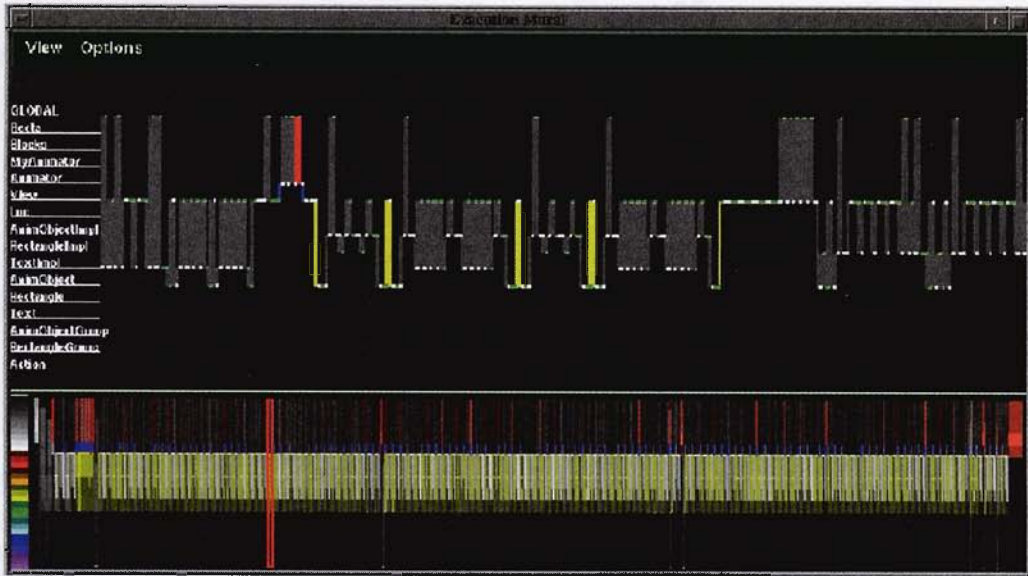 Execution Mural
View Options
GLOBAL
Rects
Blocks
MyAnimator
Animator
View
Loc
AnimObjectImpl
RectangleImpl
TextImpl
AnimObject
Rectangle
Text
AnimObjectGroup
RectangleGroup
Action